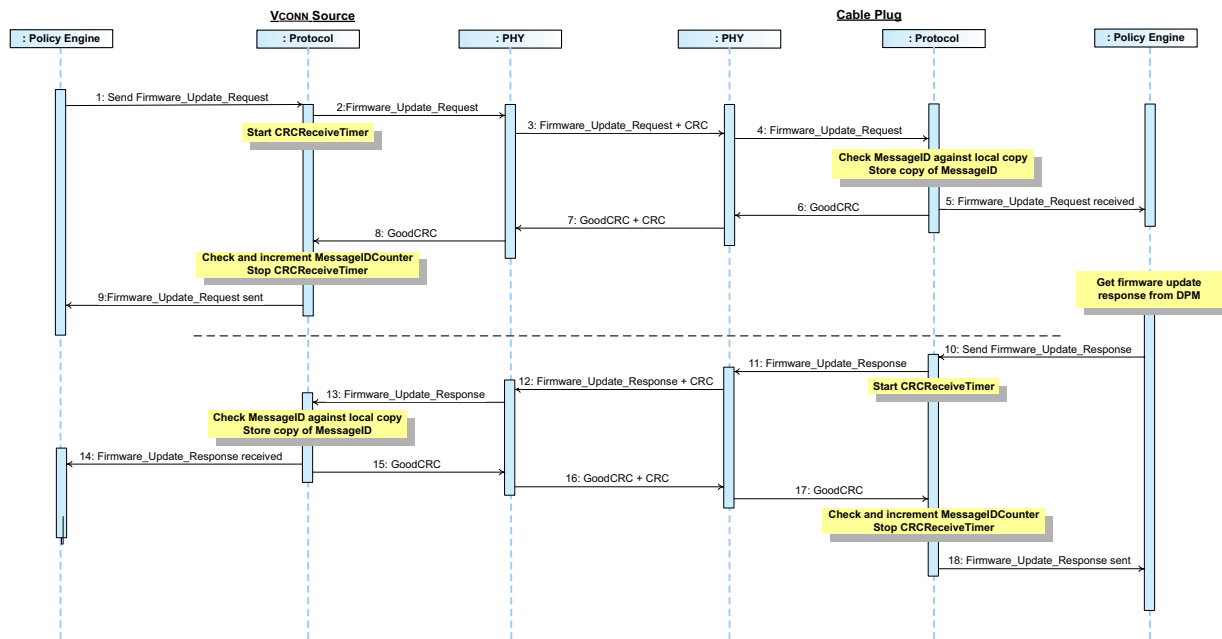 VCONN Source
Cable Plug
: Policy Engine
: Protocol
: PHY
: PHY
: Protocol
: Policy Engine
1: Send Firmware_Update_Request
2:Firmware_Update_Request
Start CRCReceiveTimer
3: Firmware_Update_Request + CRC
4: Firmware_Update_Request
Check MessageID against local copy
Store copy of MessageID
5: Firmware_Update_Request received
6: GoodCRC
7: GoodCRC + CRC
8: GoodCRC
Check and increment MessageIDCounter
Stop CRCReceiveTimer
9:Firmware_Update_Request sent
Get firmware update
response from DPM
10: Send Firmware_Update_Response
11: Firmware_Update_Response
Start CRCReceiveTimer
12: Firmware_Update_Response + CRC
13: Firmware_Update_Response
Check MessageID against local copy
Store copy of MessageID
14: Firmware_Update_Response received
15: GoodCRC
16: GoodCRC + CRC
17: GoodCRC
Check and increment MessageIDCounter
Stop CRCReceiveTimer
18: Firmware_Update_Response sent